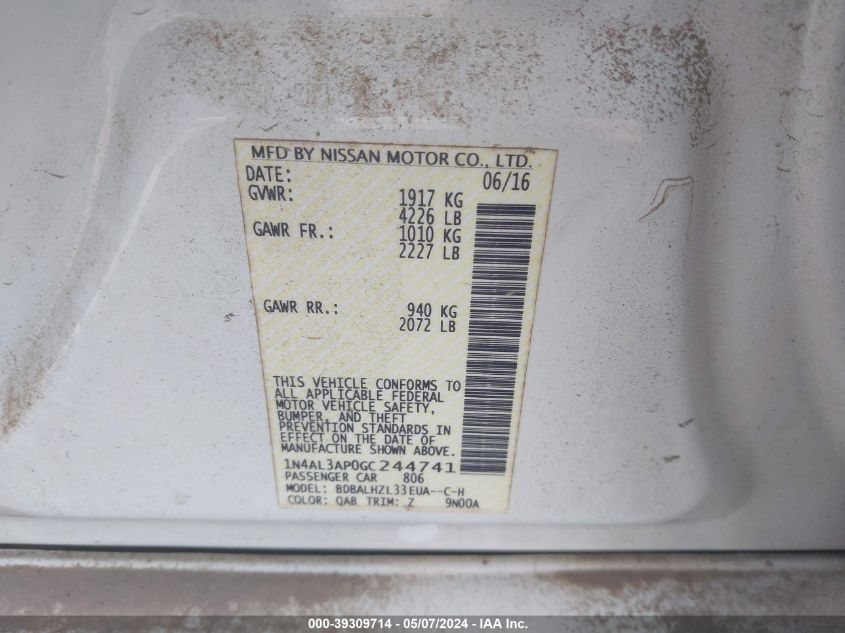 MFD BY NISSAN MOTOR CO., LTD.
DATE: 06/16
GVWR: 1917 KG
4226 LB
GAWR FR.: 1010 KG
2227 LB
GAWR RR.: 940 KG
2072 LB
THIS VEHICLE CONFORMS TO
ALL APPLICABLE FEDERAL
MOTOR VEHICLE SAFETY,
BUMPER, AND THEFT
PREVENTION STANDARDS IN
EFFECT ON THE DATE OF
MANUFACTURE SHOWN ABOVE.
1N4AL3AP0GC244741
PASSENGER CAR 806
MODEL: BDBALHZL33EUA--C-H
COLOR: QAB TRIM: Z 9N00A
000-39309714 - 05/07/2024 - IAA Inc.